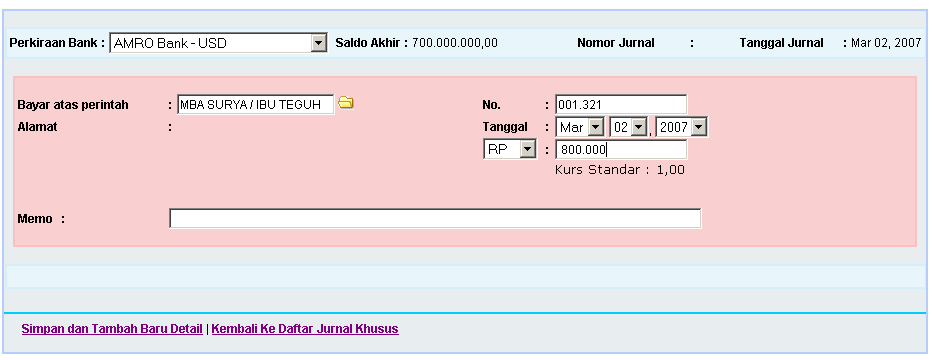 Perkiraan Bank : AMRO Bank - USD Saldo Akhir : 700.000.000,00 Nomor Jurnal : Tanggal Jurnal : Mar 02, 2007
Bayar atas perintah : MBA SURYA / IBU TEGUH No. : 001.321
Alamat : Tanggal : Mar 02 , 2007
RP : 800.000
Kurs Standar : 1,00
Memo :
Simpan dan Tambah Baru Detail | Kembali Ke Daftar Jurnal Khusus